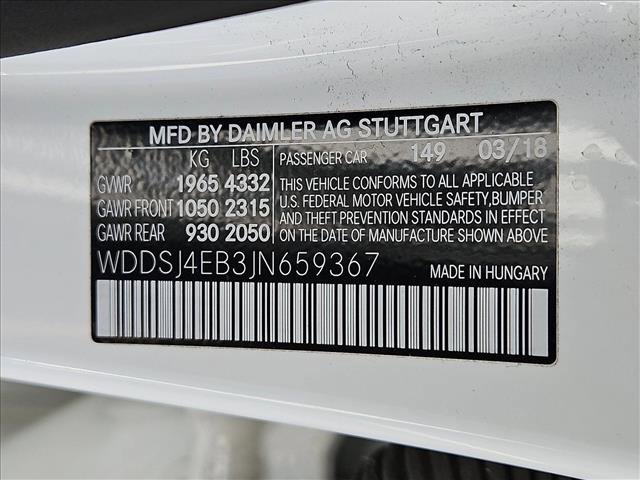 MFD BY DAIMLER AG STUTTGART
KG LBS
GVWR 1965 4332
GAWR FRONT 1050 2315
GAWR REAR 930 2050
PASSENGER CAR 149 03/18
THIS VEHICLE CONFORMS TO ALL APPLICABLE
U.S. FEDERAL MOTOR VEHICLE SAFETY,BUMPER
AND THEFT PREVENTION STANDARDS IN EFFECT
ON DATE OF MANUFACTURE SHOWN ABOVE.
WDDSJ4EB3JN659367
MADE IN HUNGARY